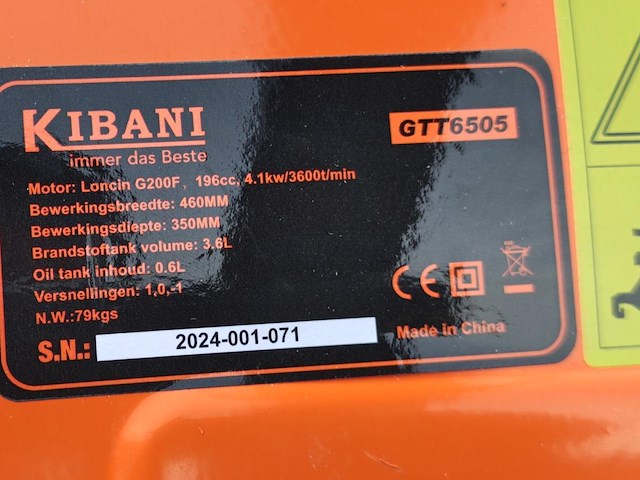 KIBANI
immer das Beste
GTT6505
Motor: Loncin G200F, 196cc, 4.1kw/3600t/min
Bewerkingsbreedte: 460MM
Bewerkingsdiepte: 350MM
Brandstoftank volume: 3.6L
Oil tank inhoud: 0.6L
Versnellingen: 1,0,-1
N.W.:79kgs
CE
S.N.: 2024-001-071
Made in China